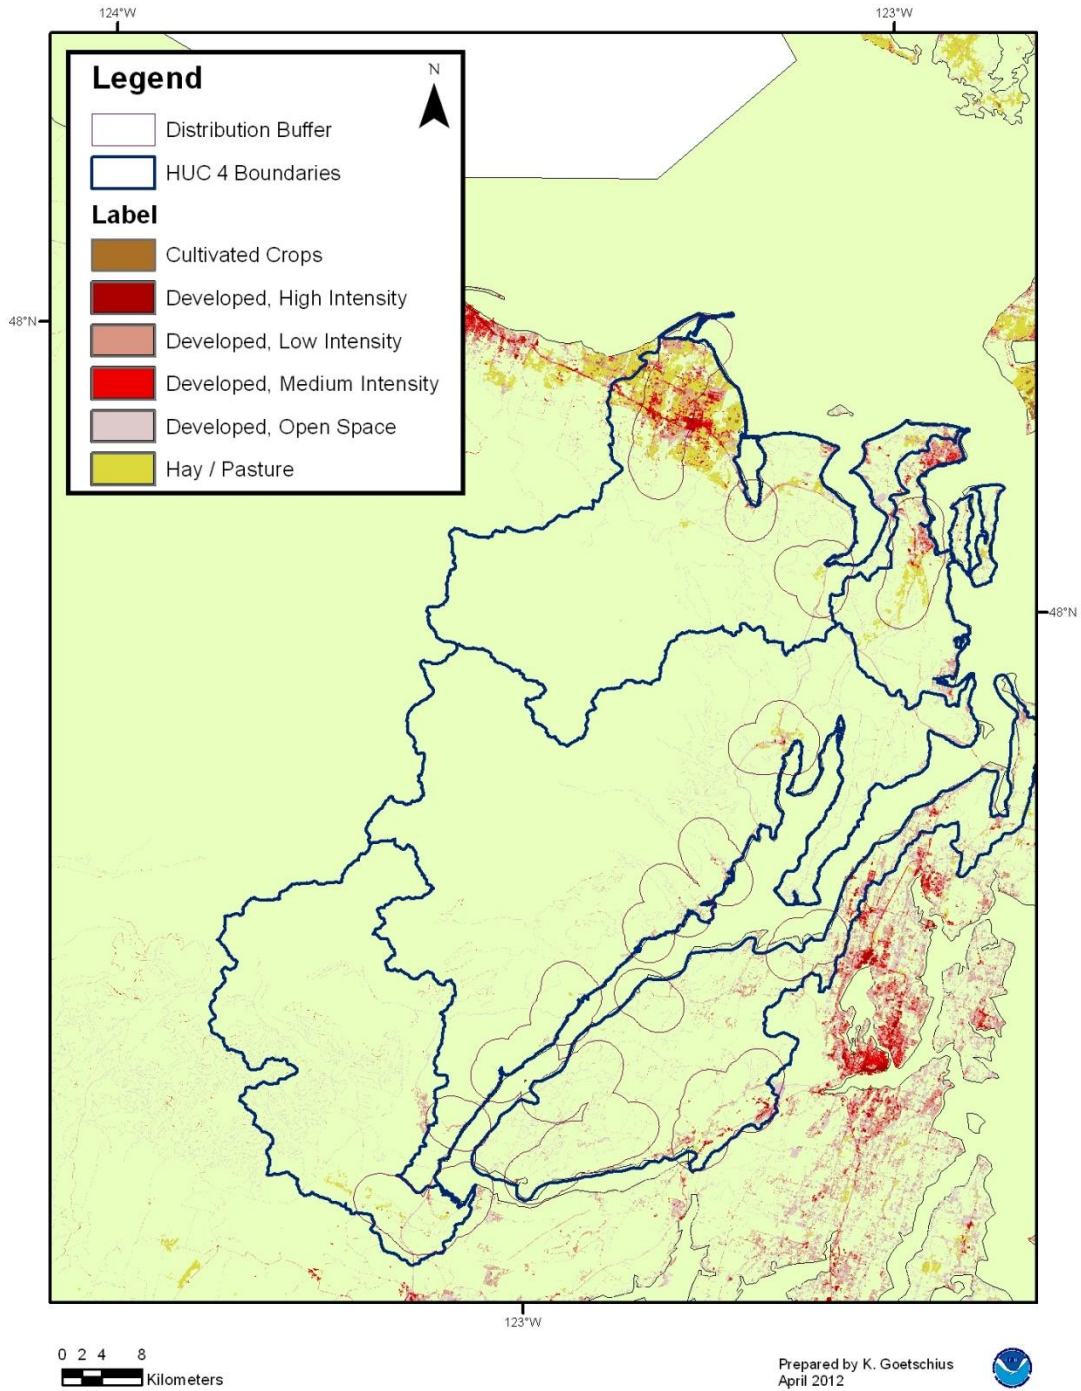 124°W
123°W
Legend
N
Distribution Buffer
HUC 4 Boundaries
Label
Cultivated Crops
Developed, High Intensity
Developed, Low Intensity
Developed, Medium Intensity
Developed, Open Space
Hay / Pasture
48°N
48°N
123°W
0 2 4 8
Kilometers
Prepared by K. Goetschius
April 2012